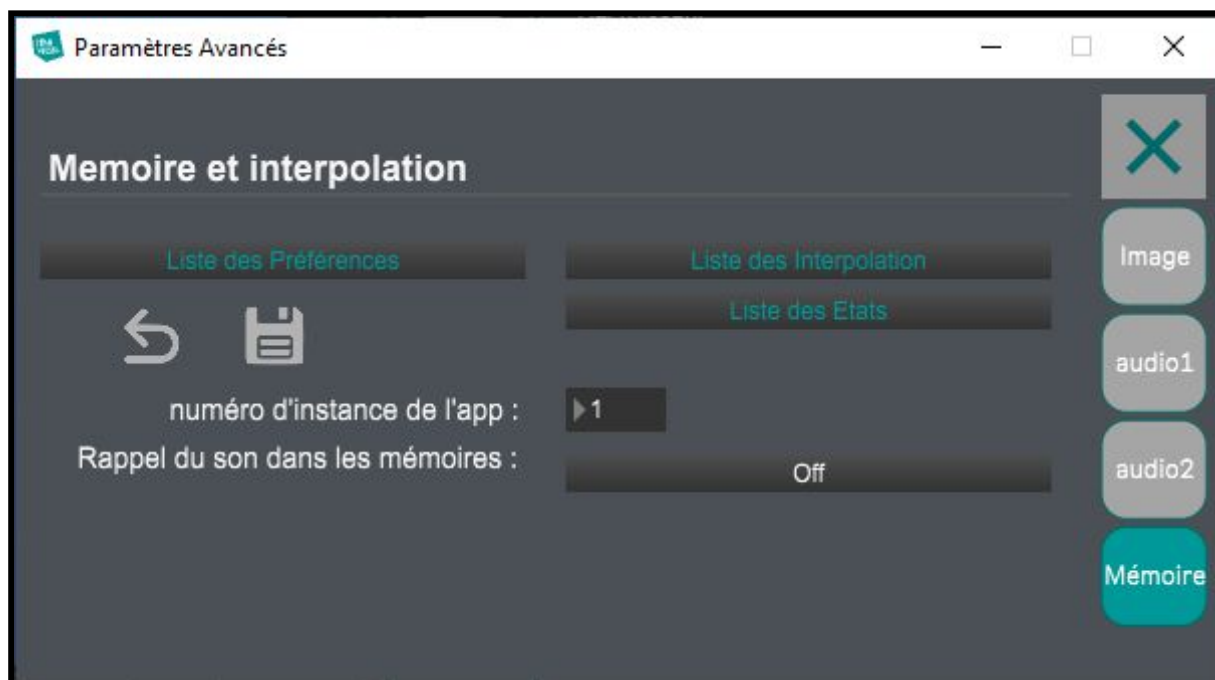 Paramètres Avancés
Memoire et interpolation
Liste des Préférences
Liste des Interpolation
Liste des Etats
numéro d'instance de l'app : 1
Rappel du son dans les mémoires : Off
Image
audio1
audio2
Mémoire